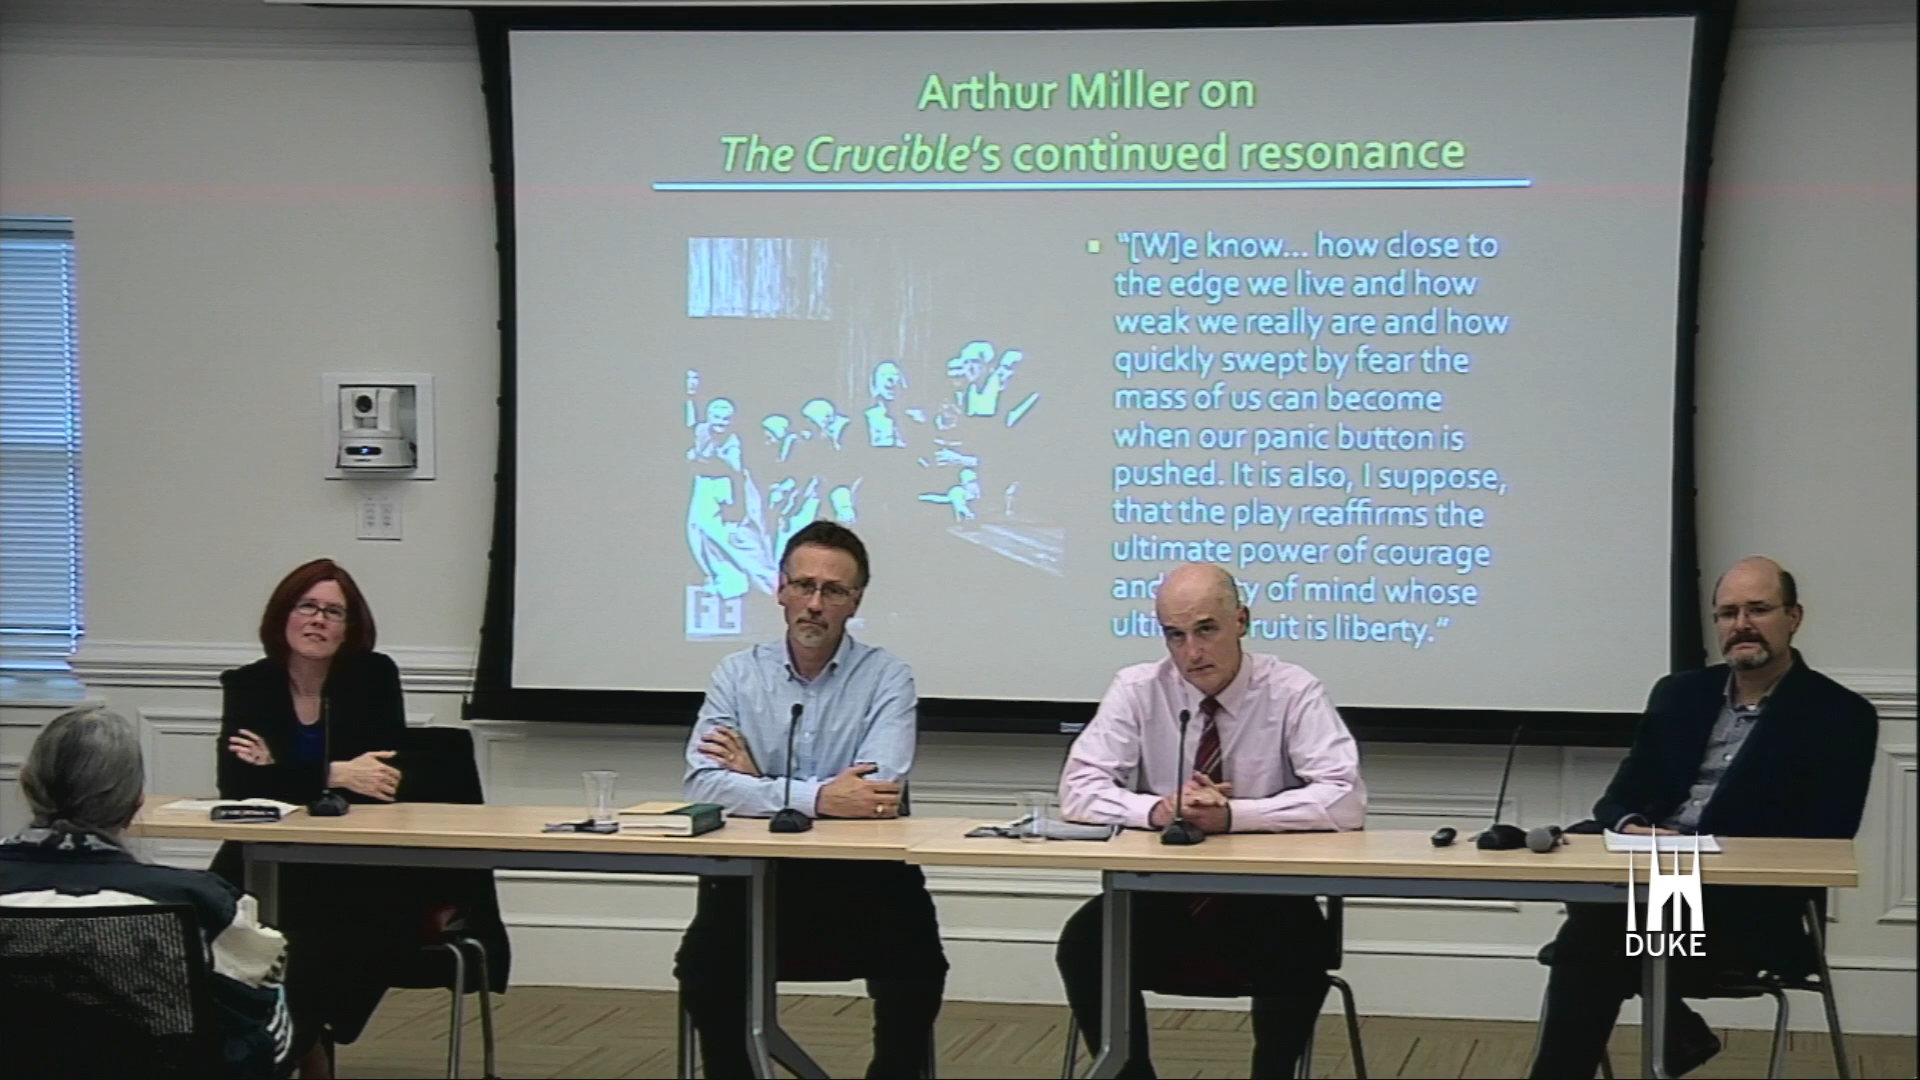 Arthur Miller on
The Crucible's continued resonance
"[W]e know... how close to
the edge we live and how
weak we really are and how
quickly swept by fear the
mass of us can become
when our panic button is
pushed. It is also, I suppose,
that the play reaffirms the
ultimate power of courage
and of mind whose
is liberty."
DUKE